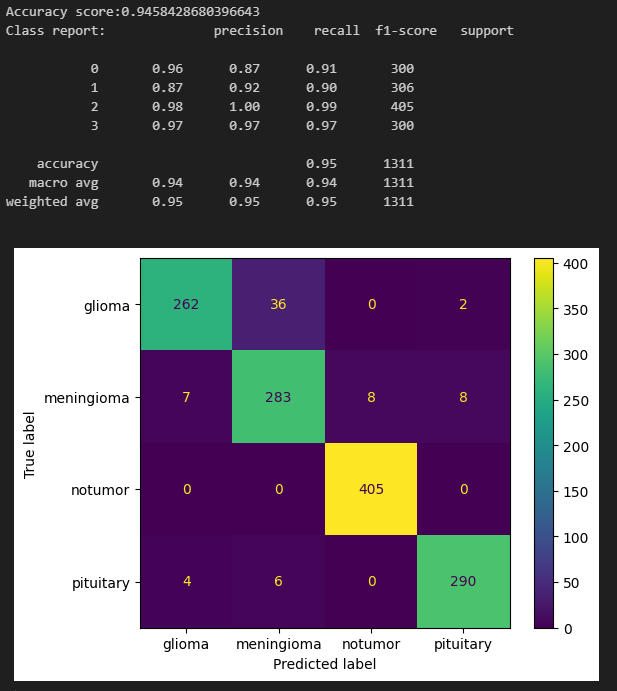 Accuracy score:0.9458428680396643
Class report: precision recall f1-score support
0 0.96 0.87 0.91 300
1 0.87 0.92 0.90 306
2 0.98 1.00 0.99 405
3 0.97 0.97 0.97 300
accuracy 0.95 1311
macro avg 0.94 0.94 0.94 1311
weighted avg 0.95 0.95 0.95 1311
True label
glioma 262 36 0 2
meningioma 7 283 8 8
notumor 0 0 405 0
pituitary 4 6 0 290
glioma meningioma notumor pituitary
Predicted label
400
350
300
250
200
150
100
50
0